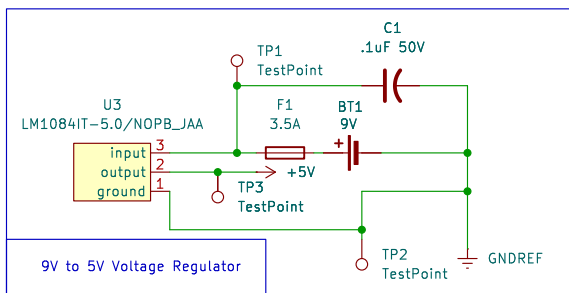 C1
.1uF 50V
TP1
TestPoint
U3
LM1084IT-5.0/NOPB_JAA
F1
3.5A
BT1
9V
+
input 3
output 2
ground 1
+5V
TP3
TestPoint
TP2
TestPoint
GNDREF
9V to 5V Voltage Regulator